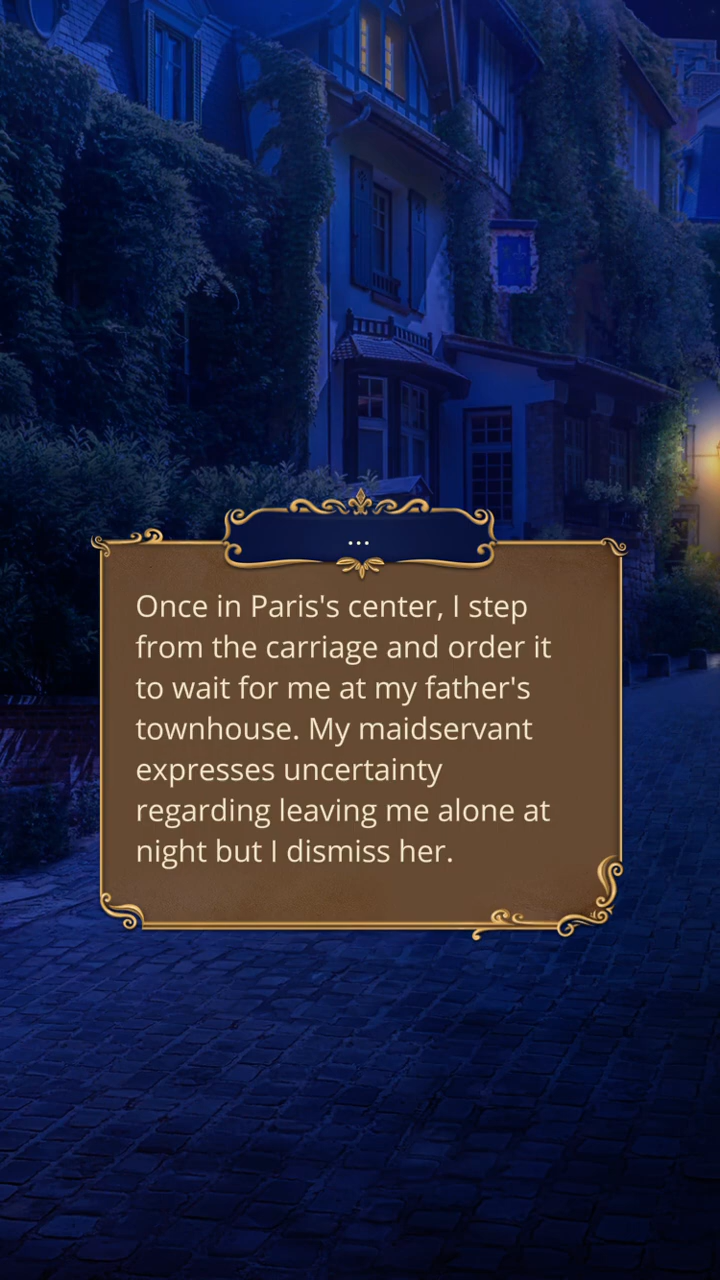 ...
Once in Paris's center, I step
from the carriage and order it
to wait for me at my father's
townhouse. My maidservant
expresses uncertainty
regarding leaving me alone at
night but I dismiss her.